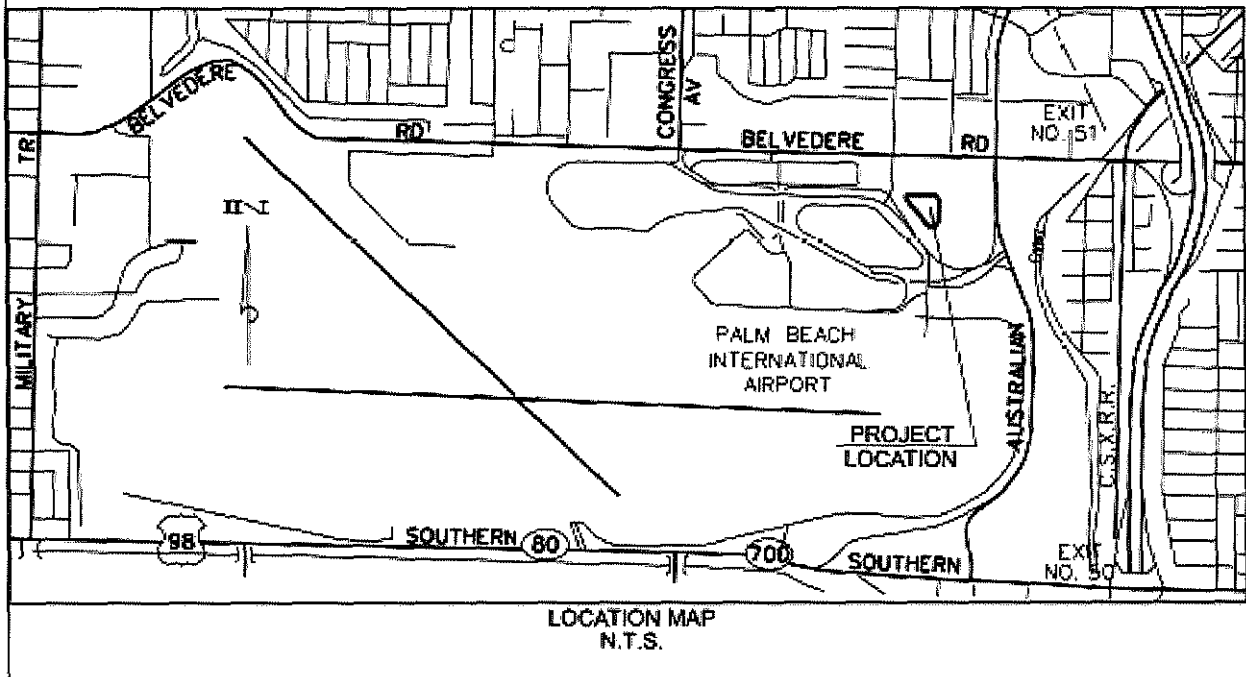 CONGRESS
AV
BELVEDERE
RD
BELVEDERE
RD
EXIT
NO. 51
MILITARY TR
N
PALM BEACH
INTERNATIONAL
AIRPORT
AUSTRALIAN
C.S.X.R.R.
PROJECT
LOCATION
98
SOUTHERN
80
700
SOUTHERN
EXIT
NO. 50
LOCATION MAP
N.T.S.